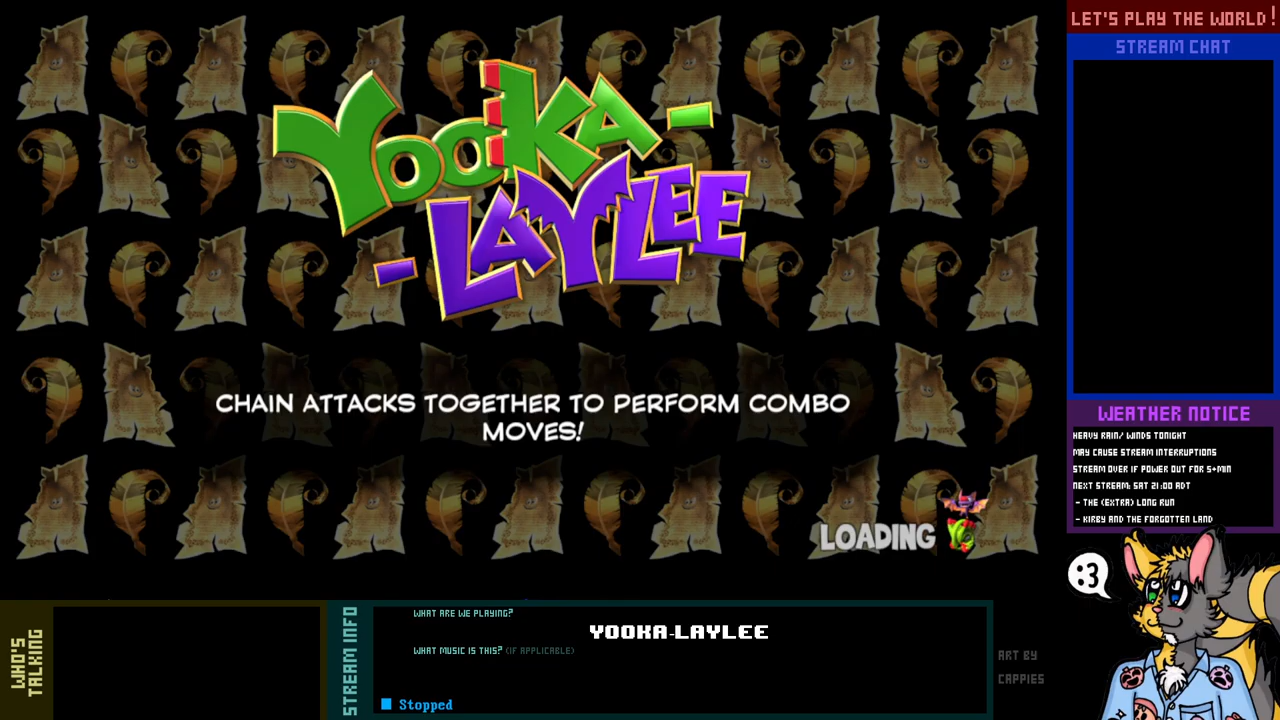 LET'S PLAY THE WORLD!
STREAM CHAT
YOOKA-
-LAYLEE
CHAIN ATTACKS TOGETHER TO PERFORM COMBO
MOVES!
LOADING
WEATHER NOTICE
HEAVY RAIN/ WINDS TONIGHT
MAY CAUSE STREAM INTERRUPTIONS
STREAM OVER IF POWER OUT FOR 5+MIN
NEXT STREAM: SAT 21:00 ADT
- THE (EXTRA) LONG RUN
- KIRBY AND THE FORGOTTEN LAND
:3
WHO'S
TALKING
STREAM INFO
WHAT ARE WE PLAYING?
YOOKA-LAYLEE
WHAT MUSIC IS THIS? (IF APPLICABLE)
Stopped
ART BY
CAPPIES